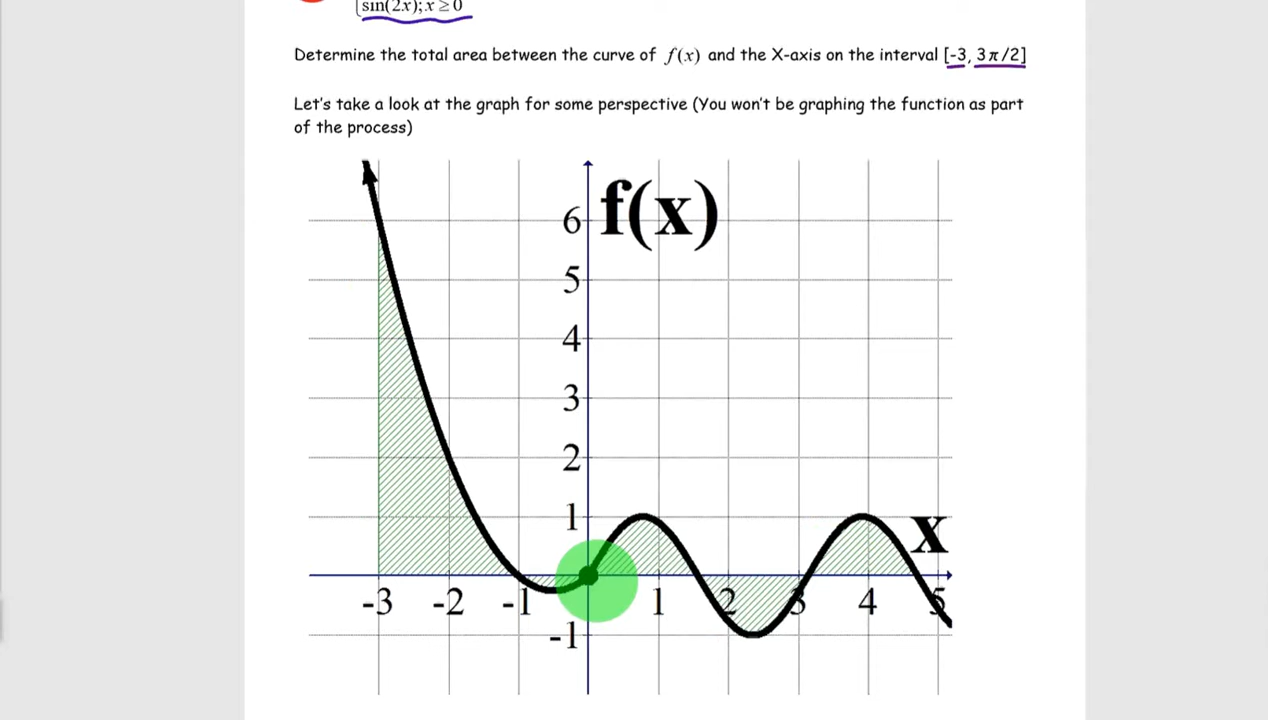 sin(2x); x ≥ 0
Determine the total area between the curve of f(x) and the X-axis on the interval [-3, 3π/2]
Let's take a look at the graph for some perspective (You won't be graphing the function as part
of the process)
f(x)
6
5
4
3
2
1
X
-3 -2 -1 1 2 3 4 5
-1